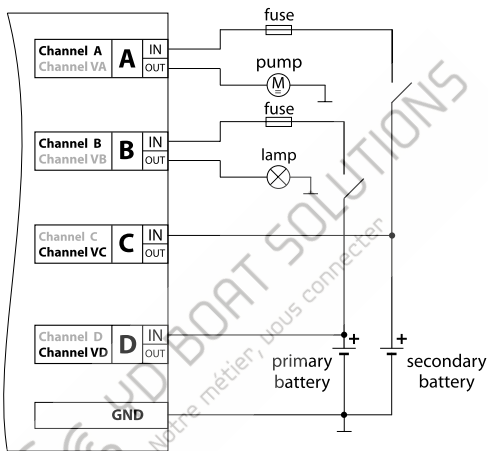 fuse
Channel A
Channel VA
A
IN
OUT
pump
M
=
fuse
Channel B
Channel VB
B
IN
OUT
lamp
Channel C
Channel VC
C
IN
OUT
Channel D
Channel VD
D
IN
OUT
+
primary
battery
+
secondary
battery
GND
YD BOAT SOLUTIONS
Notre métier, vous connecter